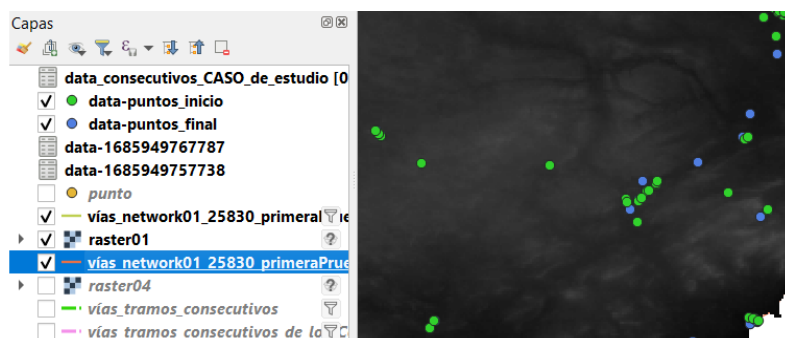 Capas
data_consecutivos_CASO_de_estudio [0
data-puntos_inicio
data-puntos_final
data-1685949767787
data-1685949757738
punto
vías_network01_25830_primeral
raster01
vías_network01_25830_primeraPrue
raster04
vías_tramos_consecutivos
vías tramos consecutivos de lo